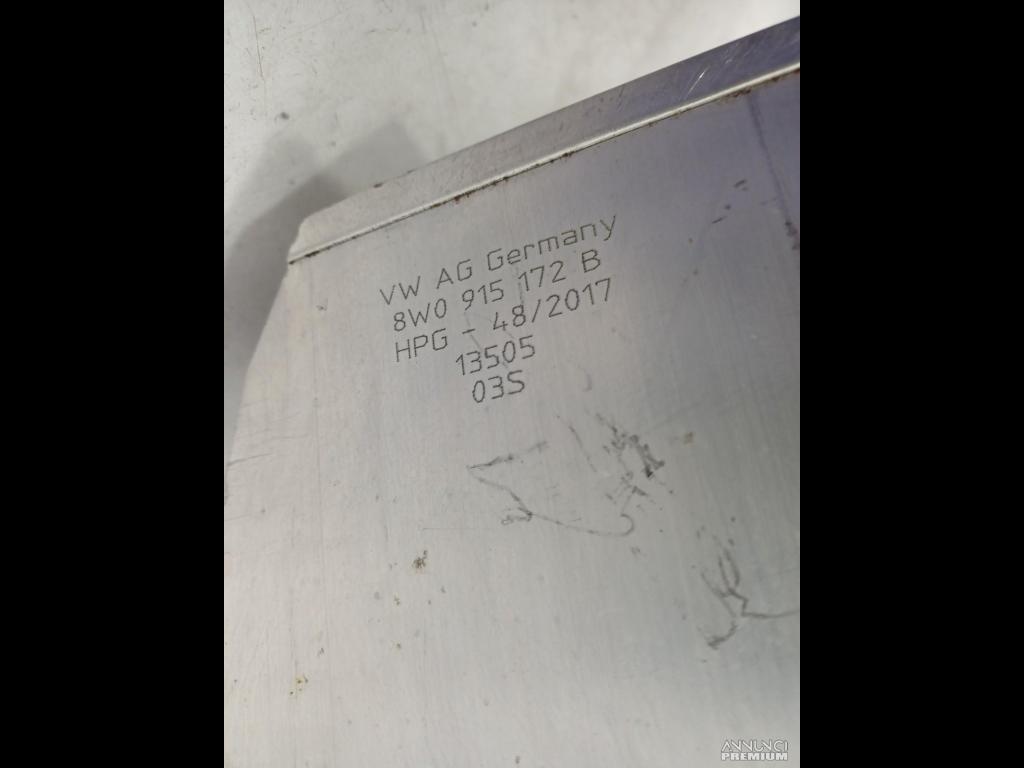 VW AG Germany
8W0 915 172 B
HPG - 48/2017
13505
03S
ANNUNCI
PREMIUM